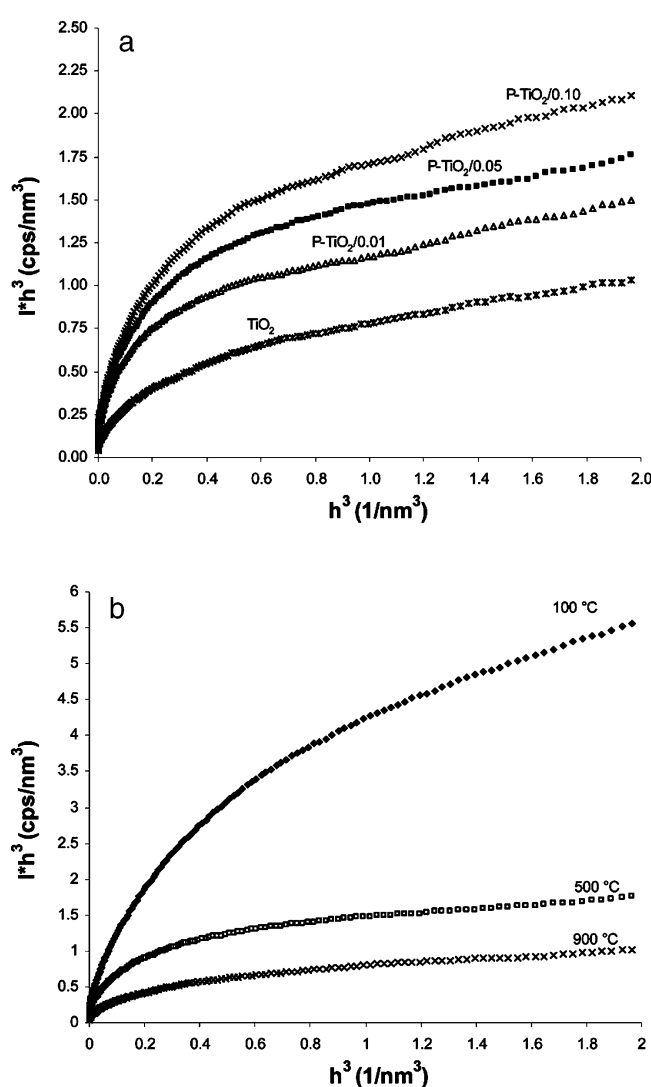 a
2.50
2.25
2.00
1.75
1.50
1.25
1.00
0.75
0.50
0.25
0.00
I*h³ (cps/nm³)
P-TiO₂/0.10
P-TiO₂/0.05
P-TiO₂/0.01
TiO₂
0.0 0.2 0.4 0.6 0.8 1.0 1.2 1.4 1.6 1.8 2.0
h³ (1/nm³)
b
6
5.5
5
4.5
4
3.5
3
2.5
2
1.5
1
0.5
0
I*h³ (cps/nm³)
100 °C
500 °C
900 °C
0 0.2 0.4 0.6 0.8 1 1.2 1.4 1.6 1.8 2
h³ (1/nm³)